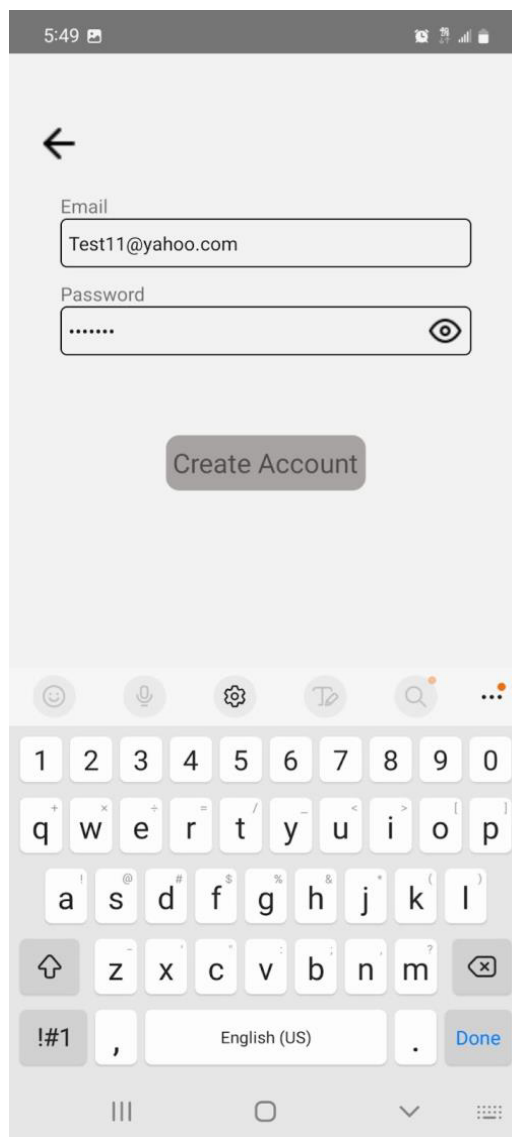 5:49
Email
Test11@yahoo.com
Password
•••••••
Create Account
1 2 3 4 5 6 7 8 9 0
+ × ÷ = / _ < > [ ]
q w e r t y u i o p
! @ # $ % & * ( )
a s d f g h j k l
- ' " : ; , ?
z x c v b n m
!#1 , English (US) . Done